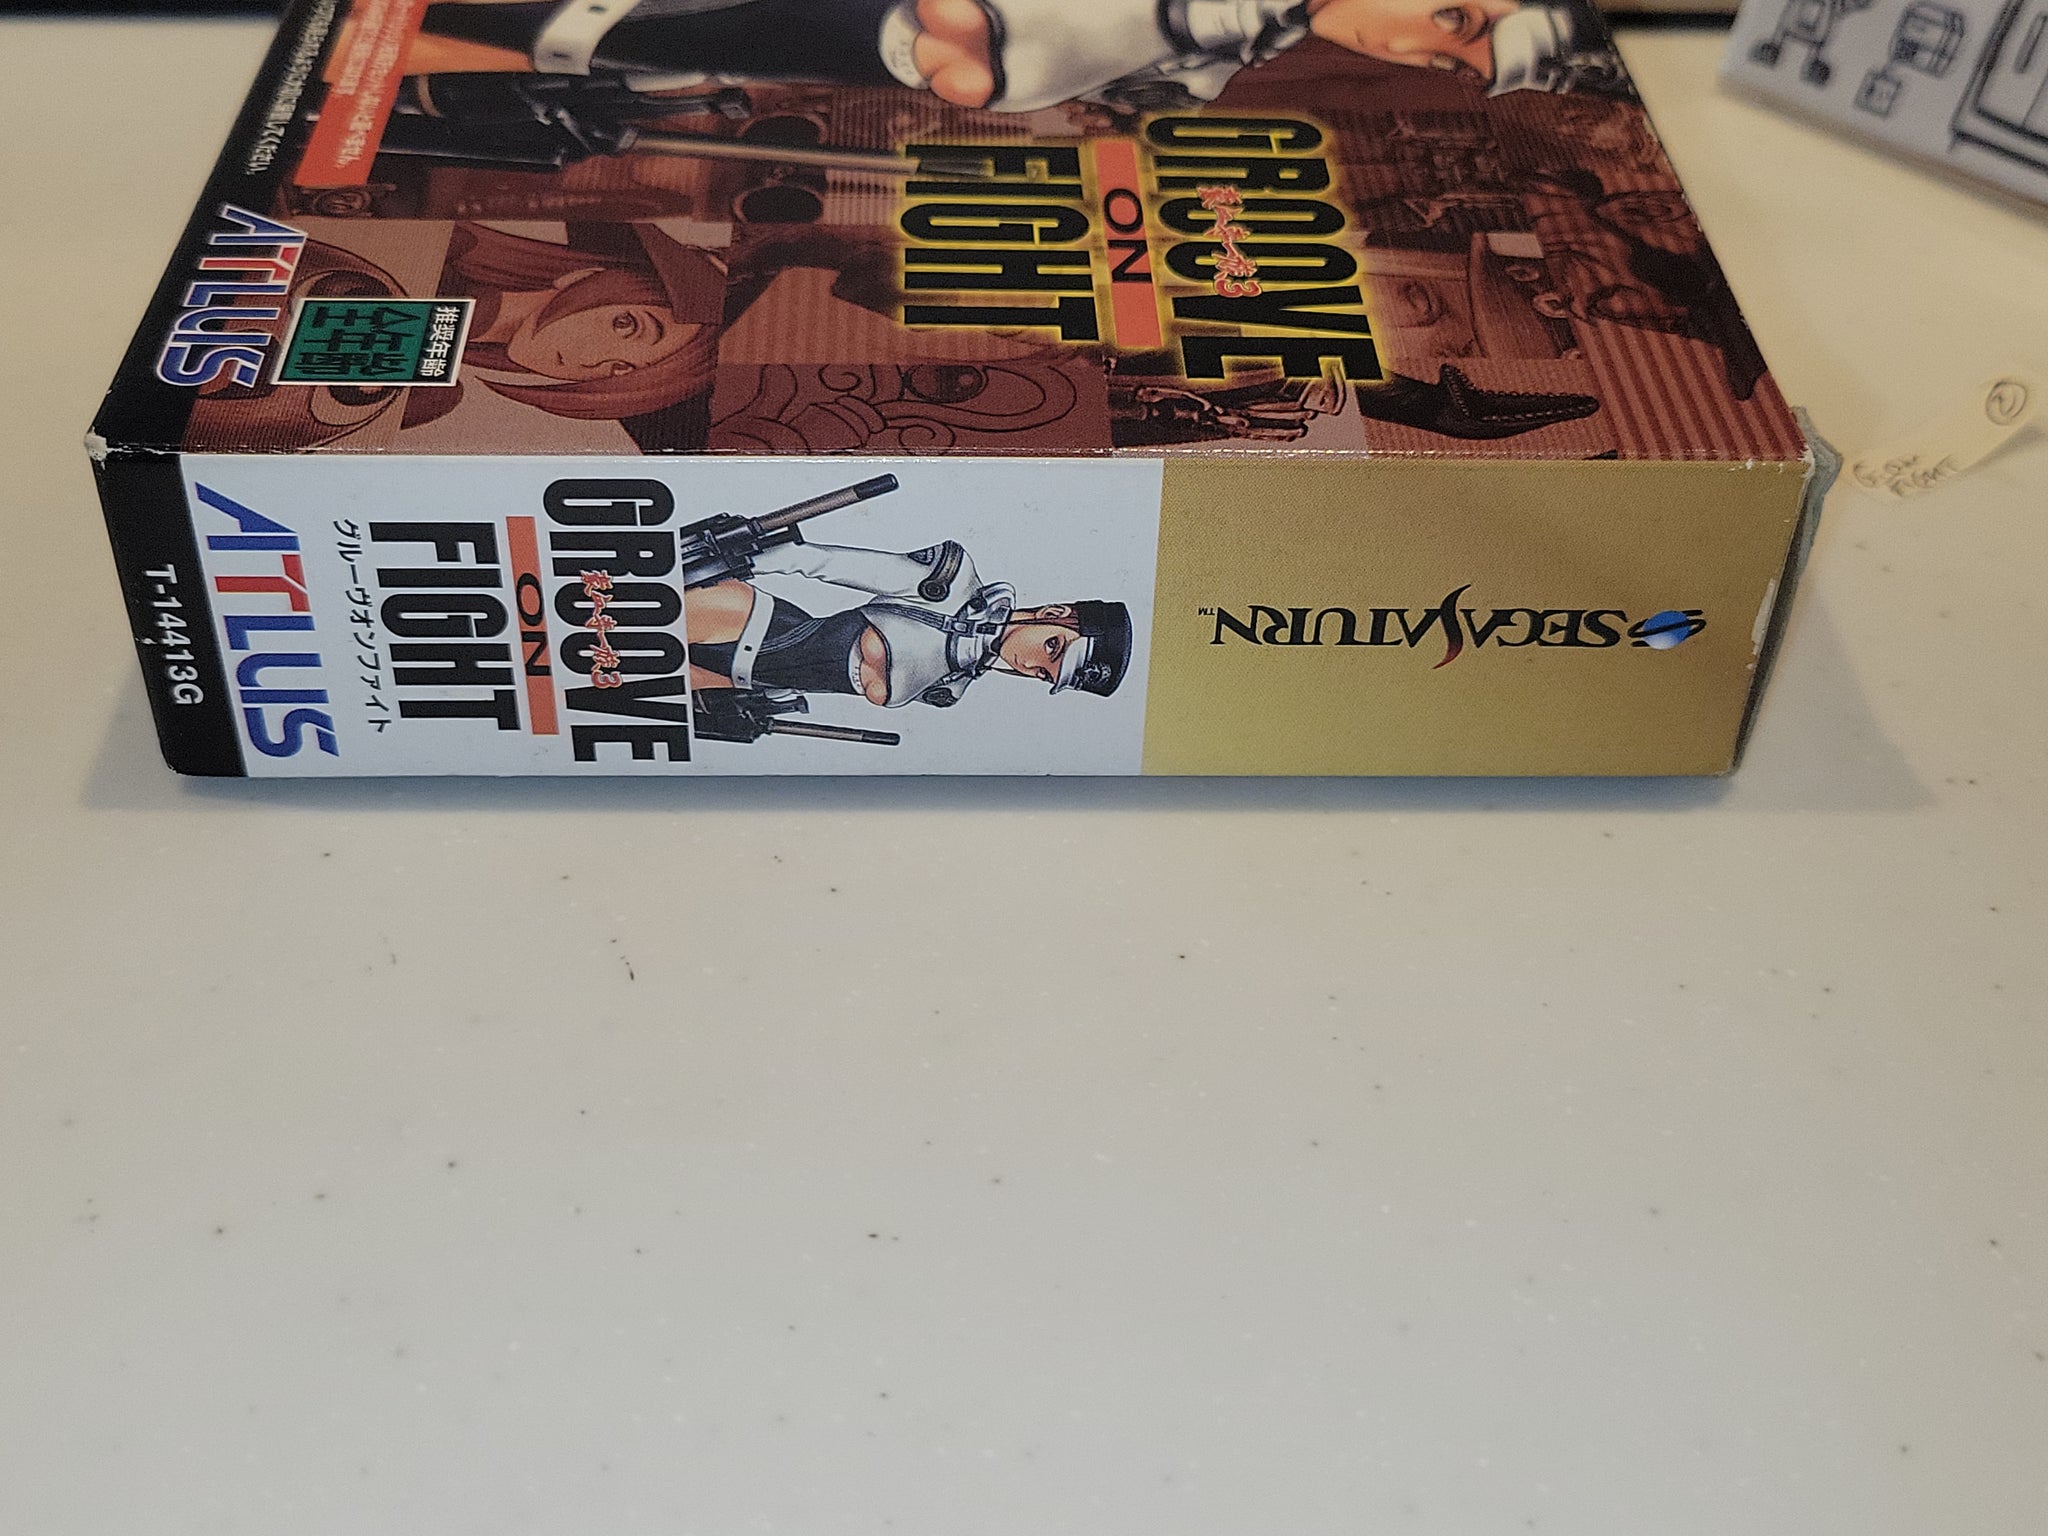 GROOVE
ON
FIGHT
豪血寺一族3
推奨年齢
全年齢
ATLUS
SEGA SATURN™
GROOVE
ON
FIGHT
豪血寺一族3
グルーヴオンファイト
ATLUS
T-14413G